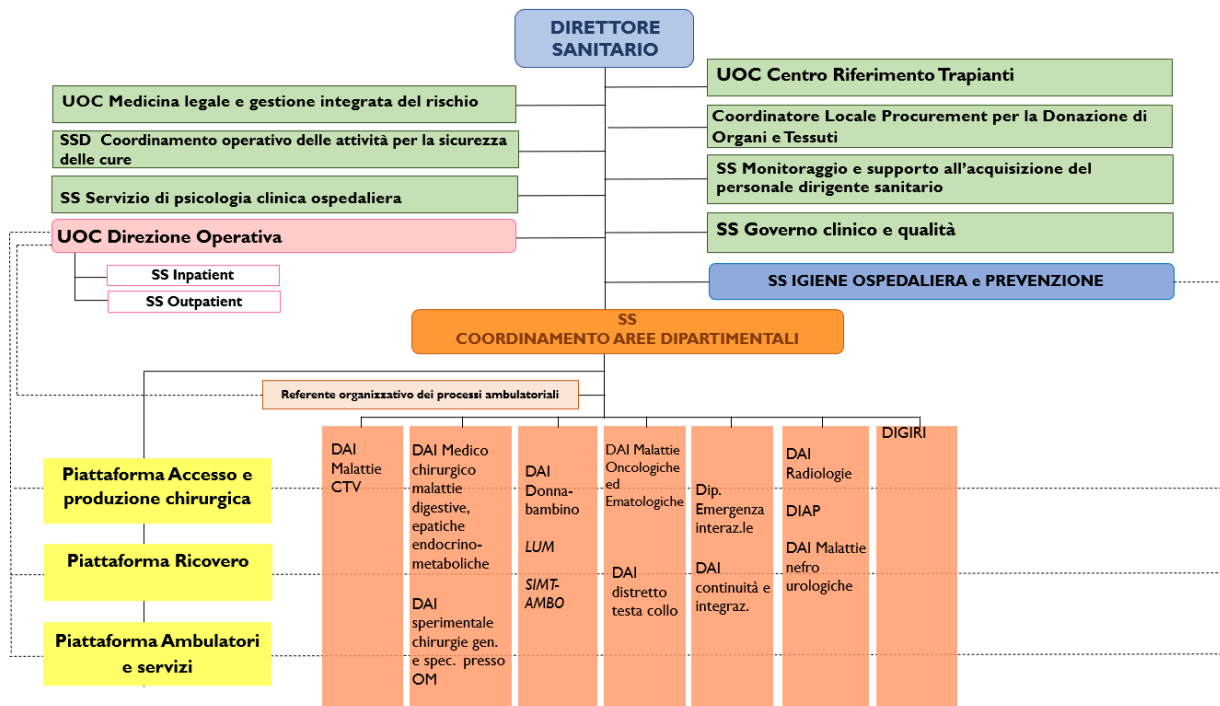 DIRETTORE
SANITARIO
UOC Medicina legale e gestione integrata del rischio
SSD Coordinamento operativo delle attività per la sicurezza
delle cure
SS Servizio di psicologia clinica ospedaliera
UOC Direzione Operativa
SS Inpatient
SS Outpatient
UOC Centro Riferimento Trapianti
Coordinatore Locale Procurement per la Donazione di
Organi e Tessuti
SS Monitoraggio e supporto all’acquisizione del
personale dirigente sanitario
SS Governo clinico e qualità
SS IGIENE OSPEDALIERA e PREVENZIONE
SS
COORDINAMENTO AREE DIPARTIMENTALI
Referente organizzativo dei processi ambulatoriali
Piattaforma Accesso e
produzione chirurgica
Piattaforma Ricovero
Piattaforma Ambulatori
e servizi
DAI
Malattie
CTV
DAI Medico
chirurgico
malattie
digestive,
epatiche
endocrino-
metaboliche
DAI
sperimentale
chirurgie gen.
e spec. presso
OM
DAI
Donna-
bambino
LUM
SIMT-
AMBO
DAI Malattie
Oncologiche
ed
Ematologiche
DAI
distretto
testa collo
Dip.
Emergenza
interaz.le
DAI
continuità e
integraz.
DAI
Radiologie
DIAP
DAI Malattie
nefro
urologiche
DIGIRI